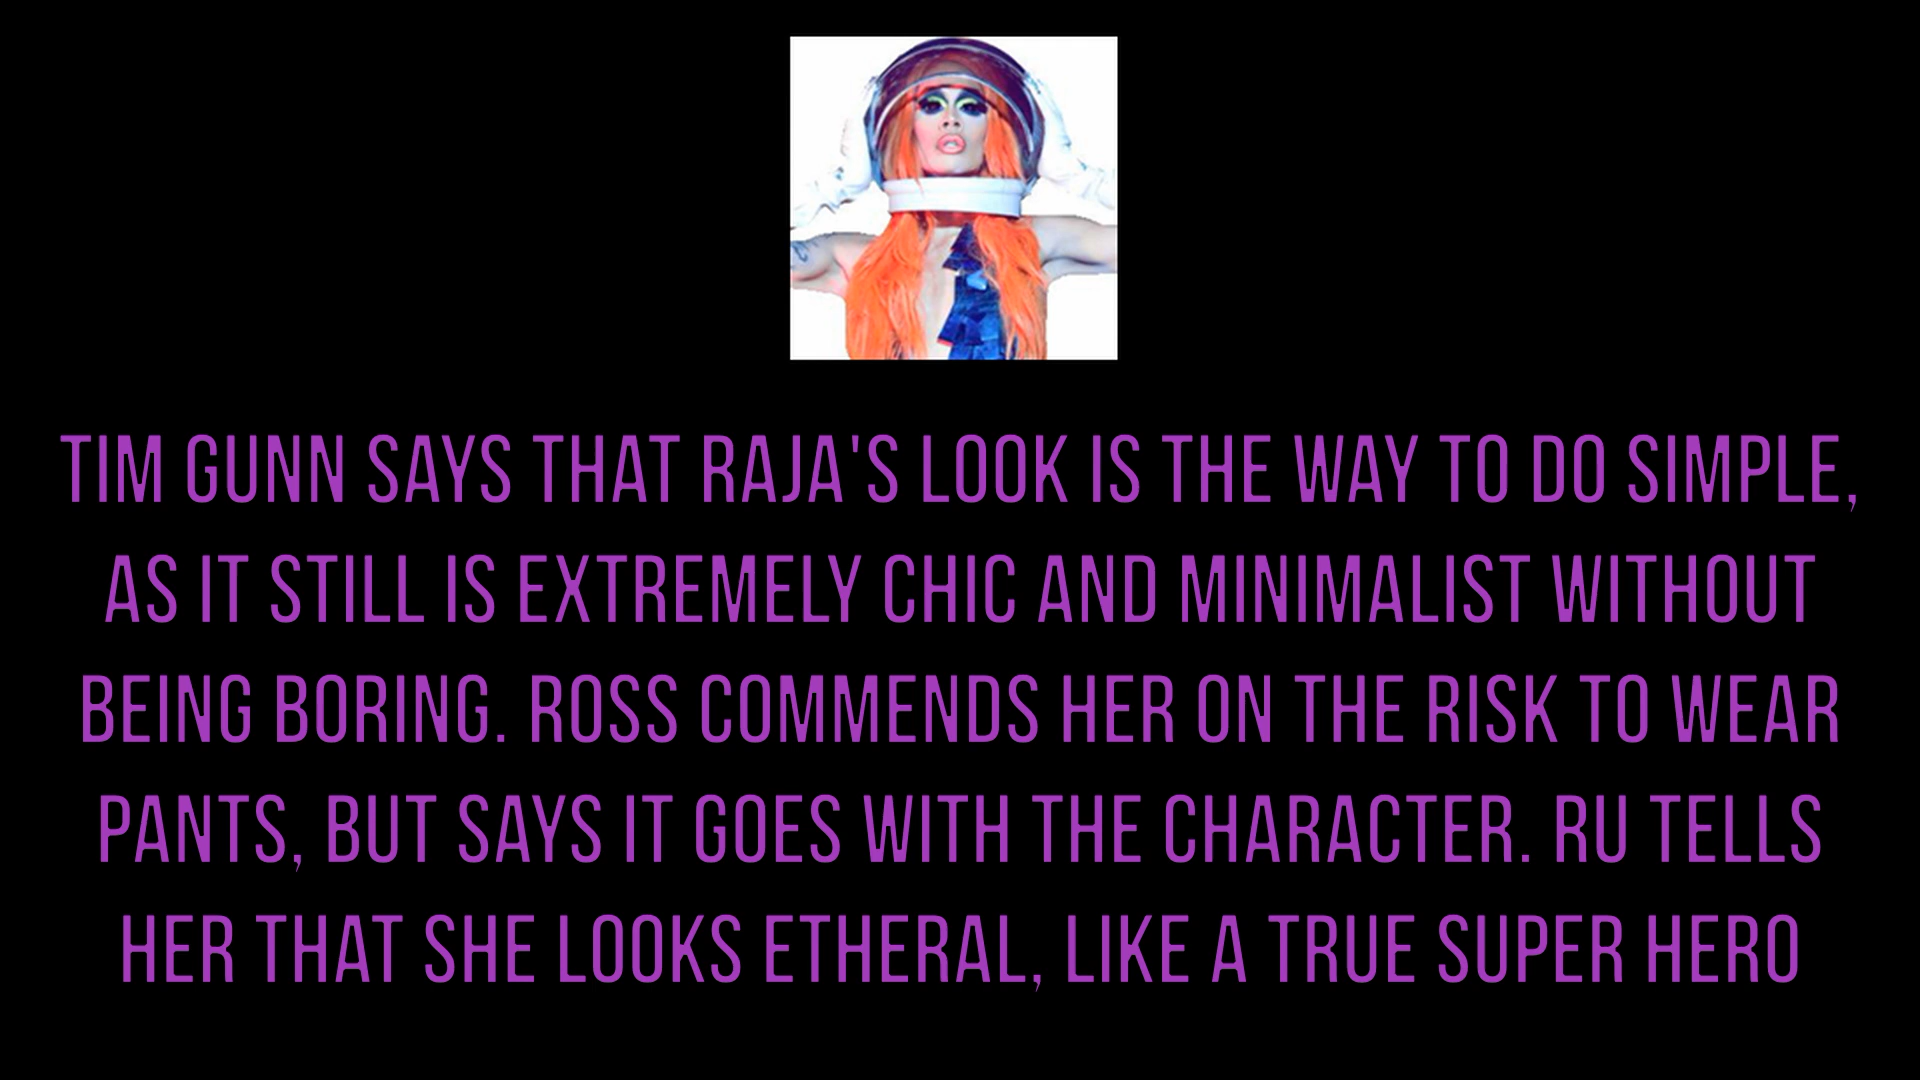 TIM GUNN SAYS THAT RAJA'S LOOK IS THE WAY TO DO SIMPLE,
AS IT STILL IS EXTREMELY CHIC AND MINIMALIST WITHOUT
BEING BORING. ROSS COMMENDS HER ON THE RISK TO WEAR
PANTS, BUT SAYS IT GOES WITH THE CHARACTER. RU TELLS
HER THAT SHE LOOKS ETHERAL, LIKE A TRUE SUPER HERO